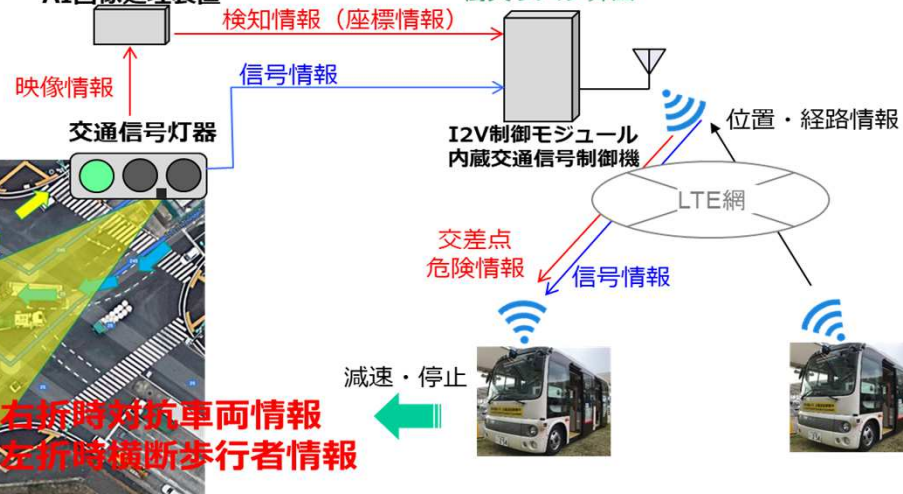 検知情報（座標情報）
映像情報
信号情報
交通信号灯器
I2V制御モジュール
内蔵交通信号制御機
位置・経路情報
LTE網
交差点
危険情報
信号情報
減速・停止
右折時対抗車両情報
左折時横断歩行者情報